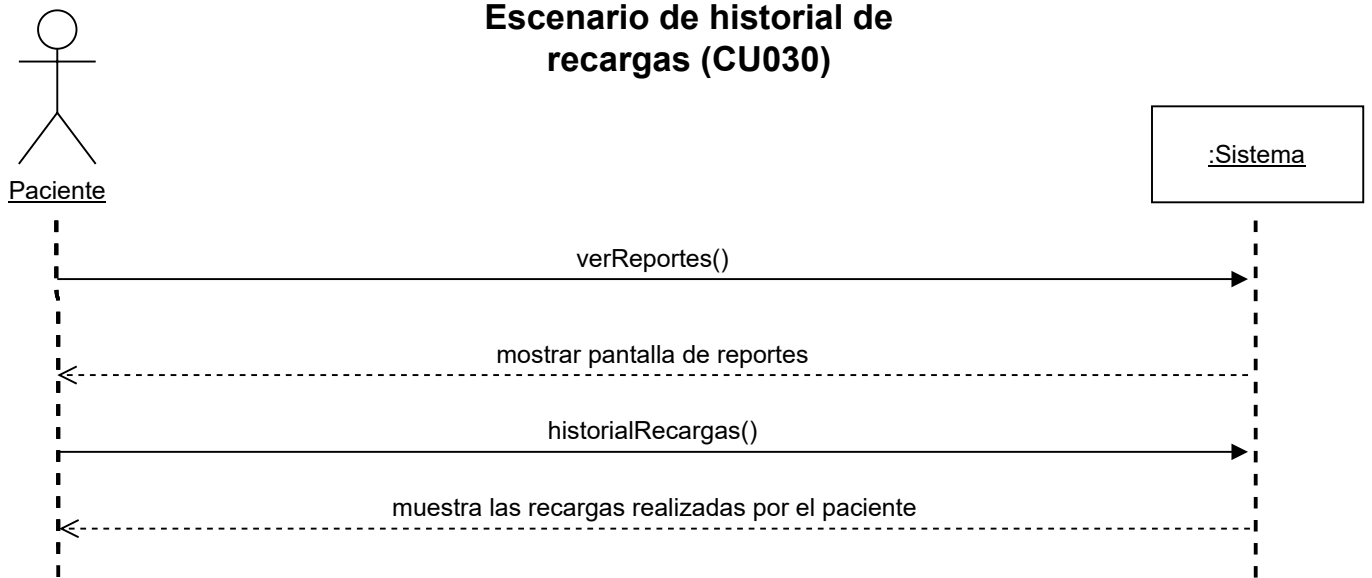 Escenario de historial de
recargas (CU030)
:Sistema
Paciente
verReportes()
mostrar pantalla de reportes
historialRecargas()
muestra las recargas realizadas por el paciente